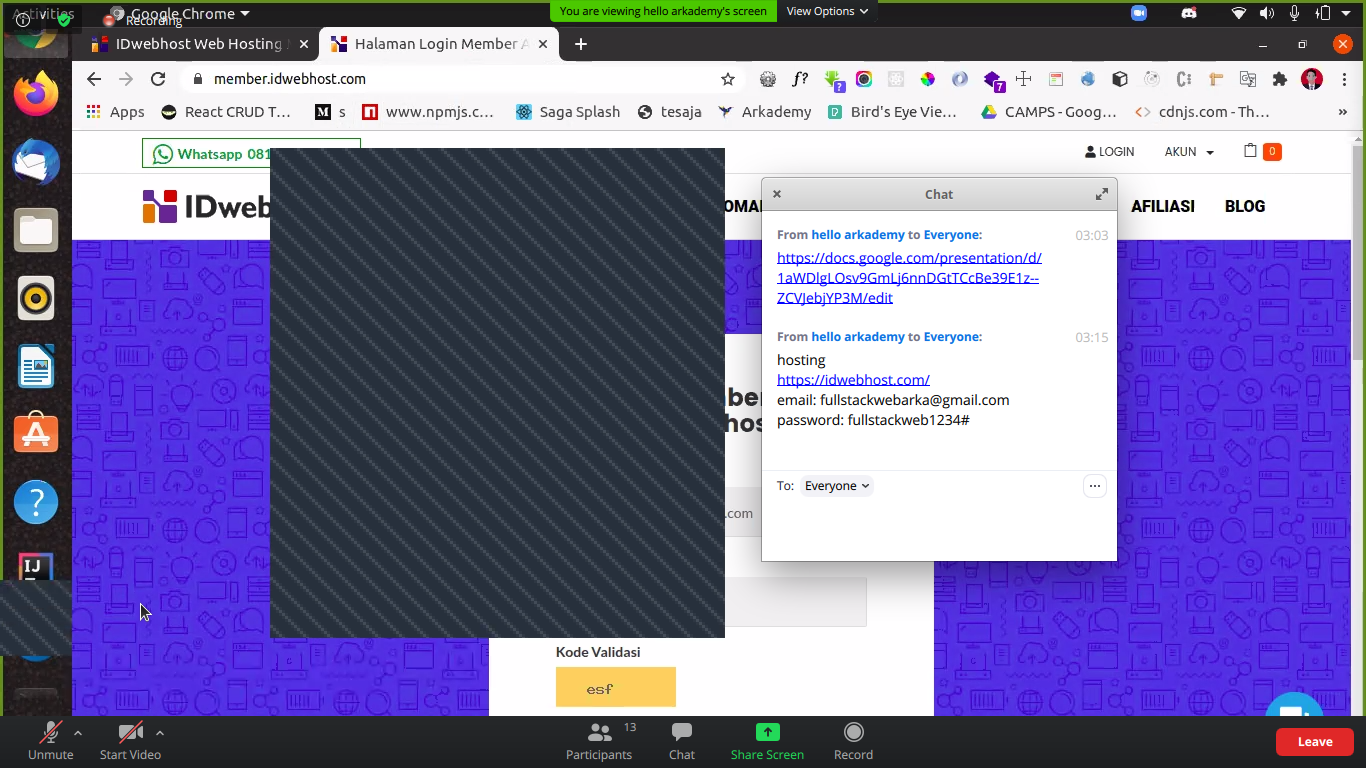 Activities
Google Chrome
Recording
You are viewing hello arkademy's screen
View Options
IDwebhost Web Hosting
Halaman Login Member A
member.idwebhost.com
f?
?
7
Apps
React CRUD T...
M s
n www.npmjs.c...
Saga Splash
tesaja
Arkademy
Bird's Eye Vie...
CAMPS - Goog...
cdnjs.com - Th...
»
Whatsapp 081
LOGIN
AKUN
0
IDweb
AFILIASI
BLOG
Chat
From hello arkademy to Everyone:
03:03
https://docs.google.com/presentation/d/
1aWDlgLOsv9GmLj6nnDGtTCcBe39E1z--
ZCVJebjYP3M/edit
From hello arkademy to Everyone:
03:15
hosting
https://idwebhost.com/
email: fullstackwebarka@gmail.com
password: fullstackweb1234#
To: Everyone
...
.com
IJ
Kode Validasi
esf
Unmute
Start Video
Participants
13
Chat
Share Screen
Record
Leave